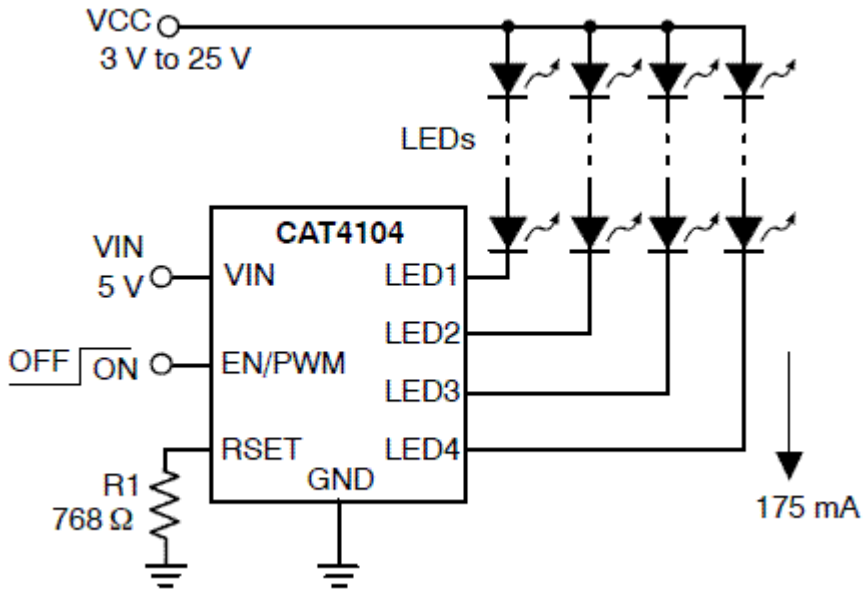 VCC
3 V to 25 V
LEDs
CAT4104
VIN
5 V
VIN
LED1
LED2
OFF
ON
EN/PWM
LED3
RSET
LED4
GND
R1
768 Ω
175 mA